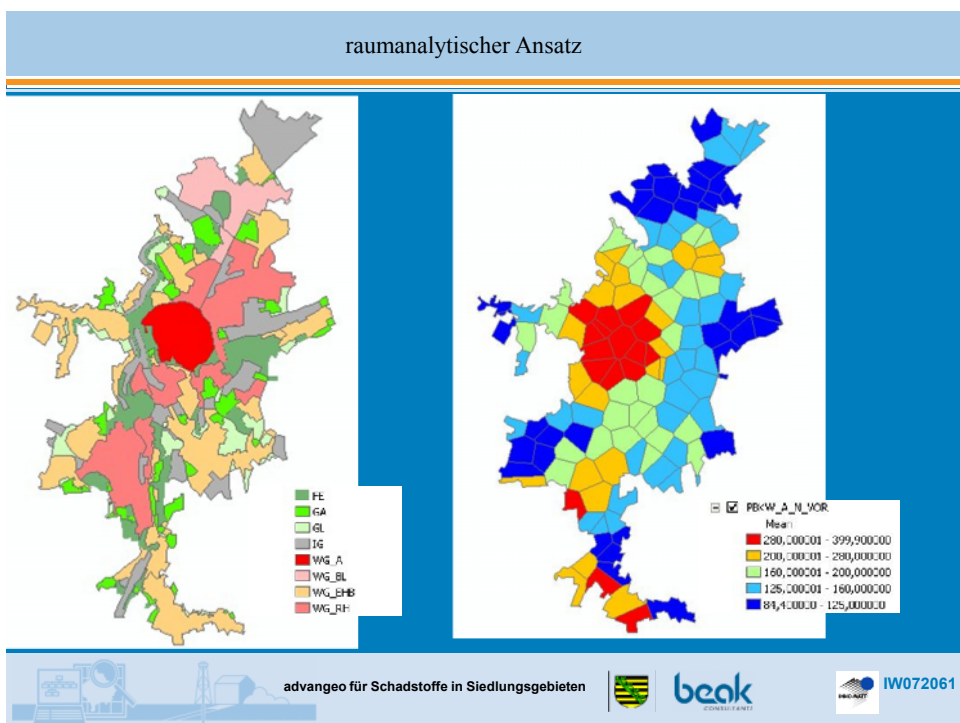 raumanalytischer Ansatz
FE
GA
GL
IG
WG_A
WG_BL
WG_EHB
WG_RH
Mean
280,000001 - 399,900000
200,000001 - 280,000000
160,000001 - 200,000000
125,000001 - 160,000000
84,400000 - 125,000000
advangeo für Schadstoffe in Siedlungsgebieten
beak
CONSULTANTS
IW072061